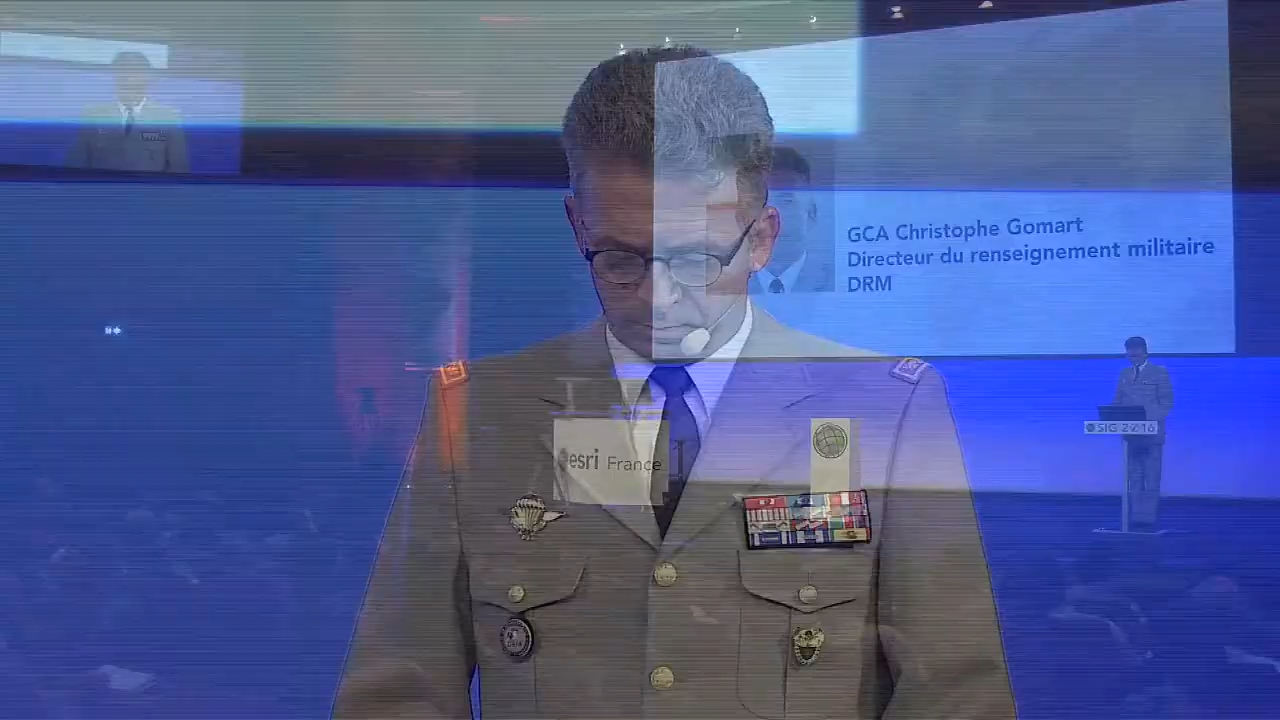 GCA Christophe Gomart
Directeur du renseignement militaire
DRM
SIG 2016
esri France